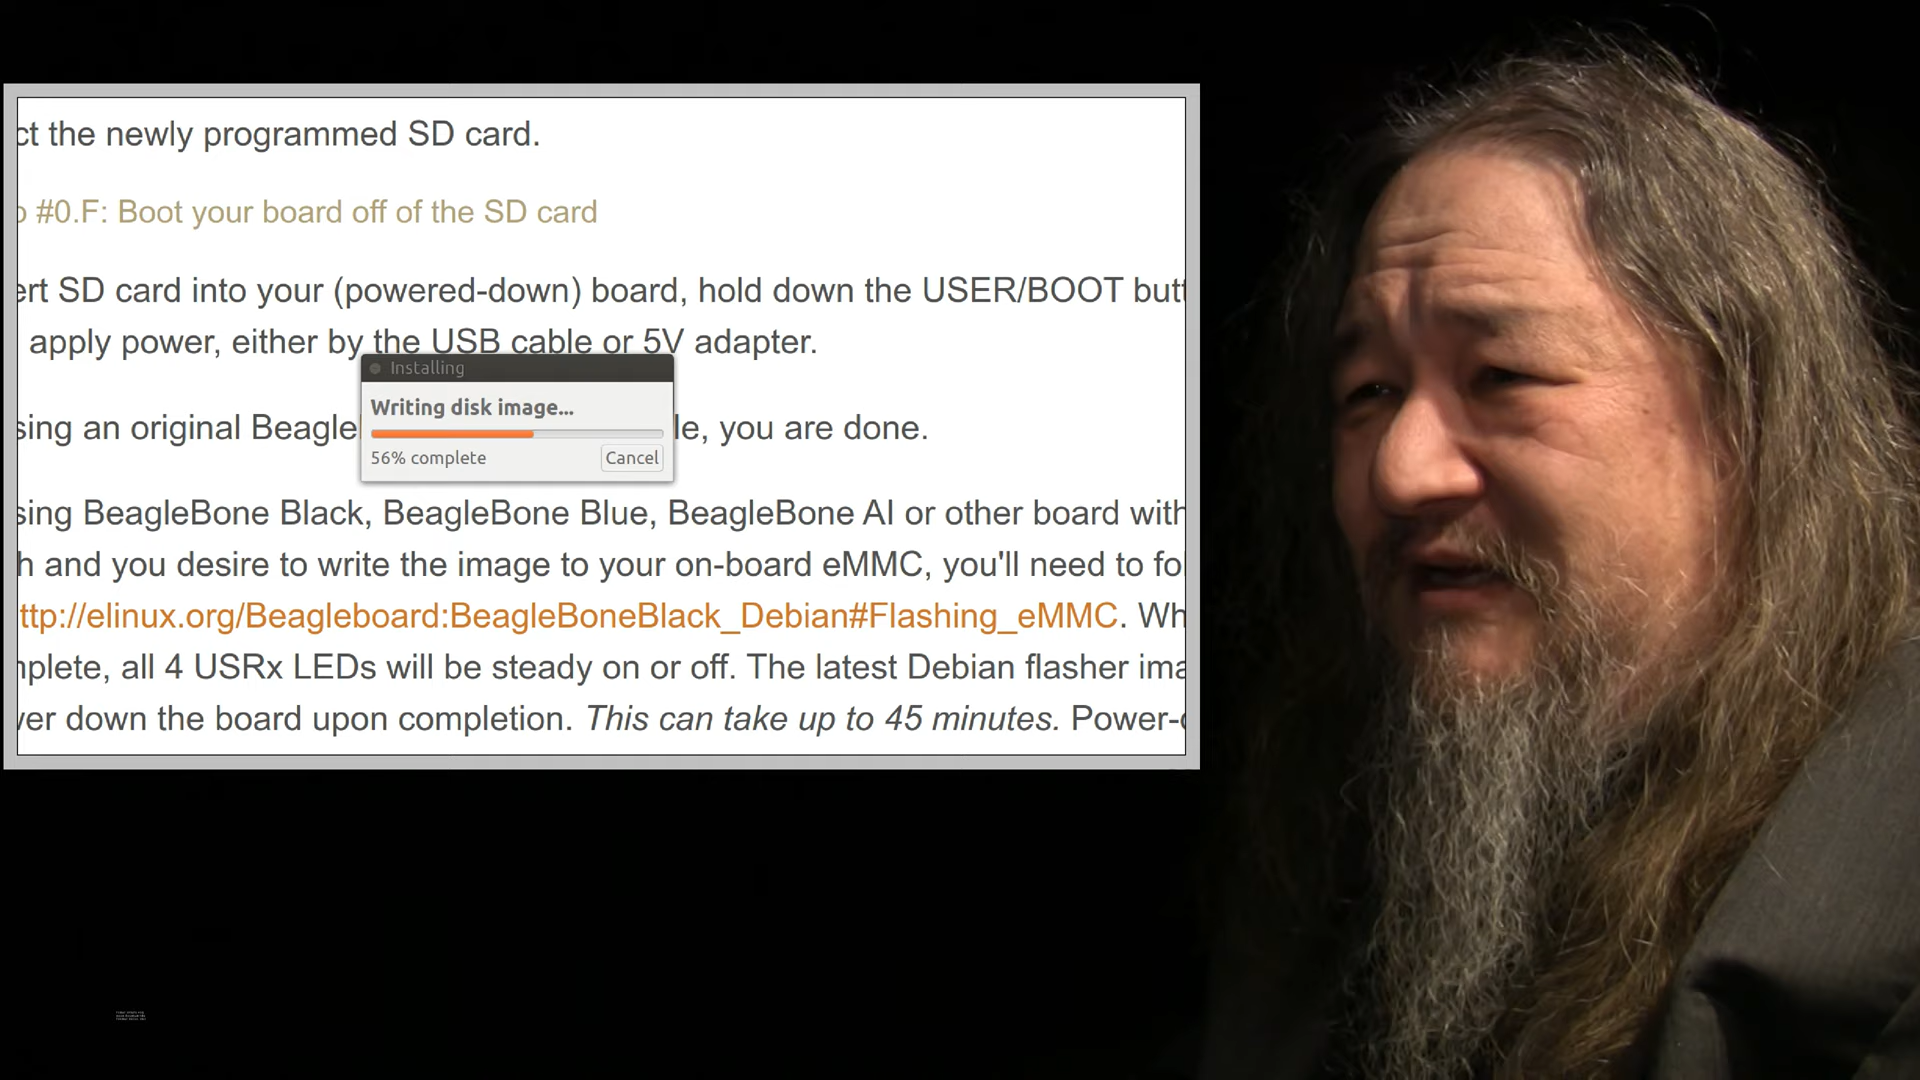 ct the newly programmed SD card.
#0.F: Boot your board off of the SD card
ert SD card into your (powered-down) board, hold down the USER/BOOT butt
apply power, either by the USB cable or 5V adapter.
Installing
Writing disk image...
sing an original Beagle le, you are done.
56% complete Cancel
sing BeagleBone Black, BeagleBone Blue, BeagleBone AI or other board with
h and you desire to write the image to your on-board eMMC, you'll need to fo
ttp://elinux.org/Beagleboard:BeagleBoneBlack_Debian#Flashing_eMMC. Wh
nplete, all 4 USRx LEDs will be steady on or off. The latest Debian flasher ima
ver down the board upon completion. This can take up to 45 minutes. Power-